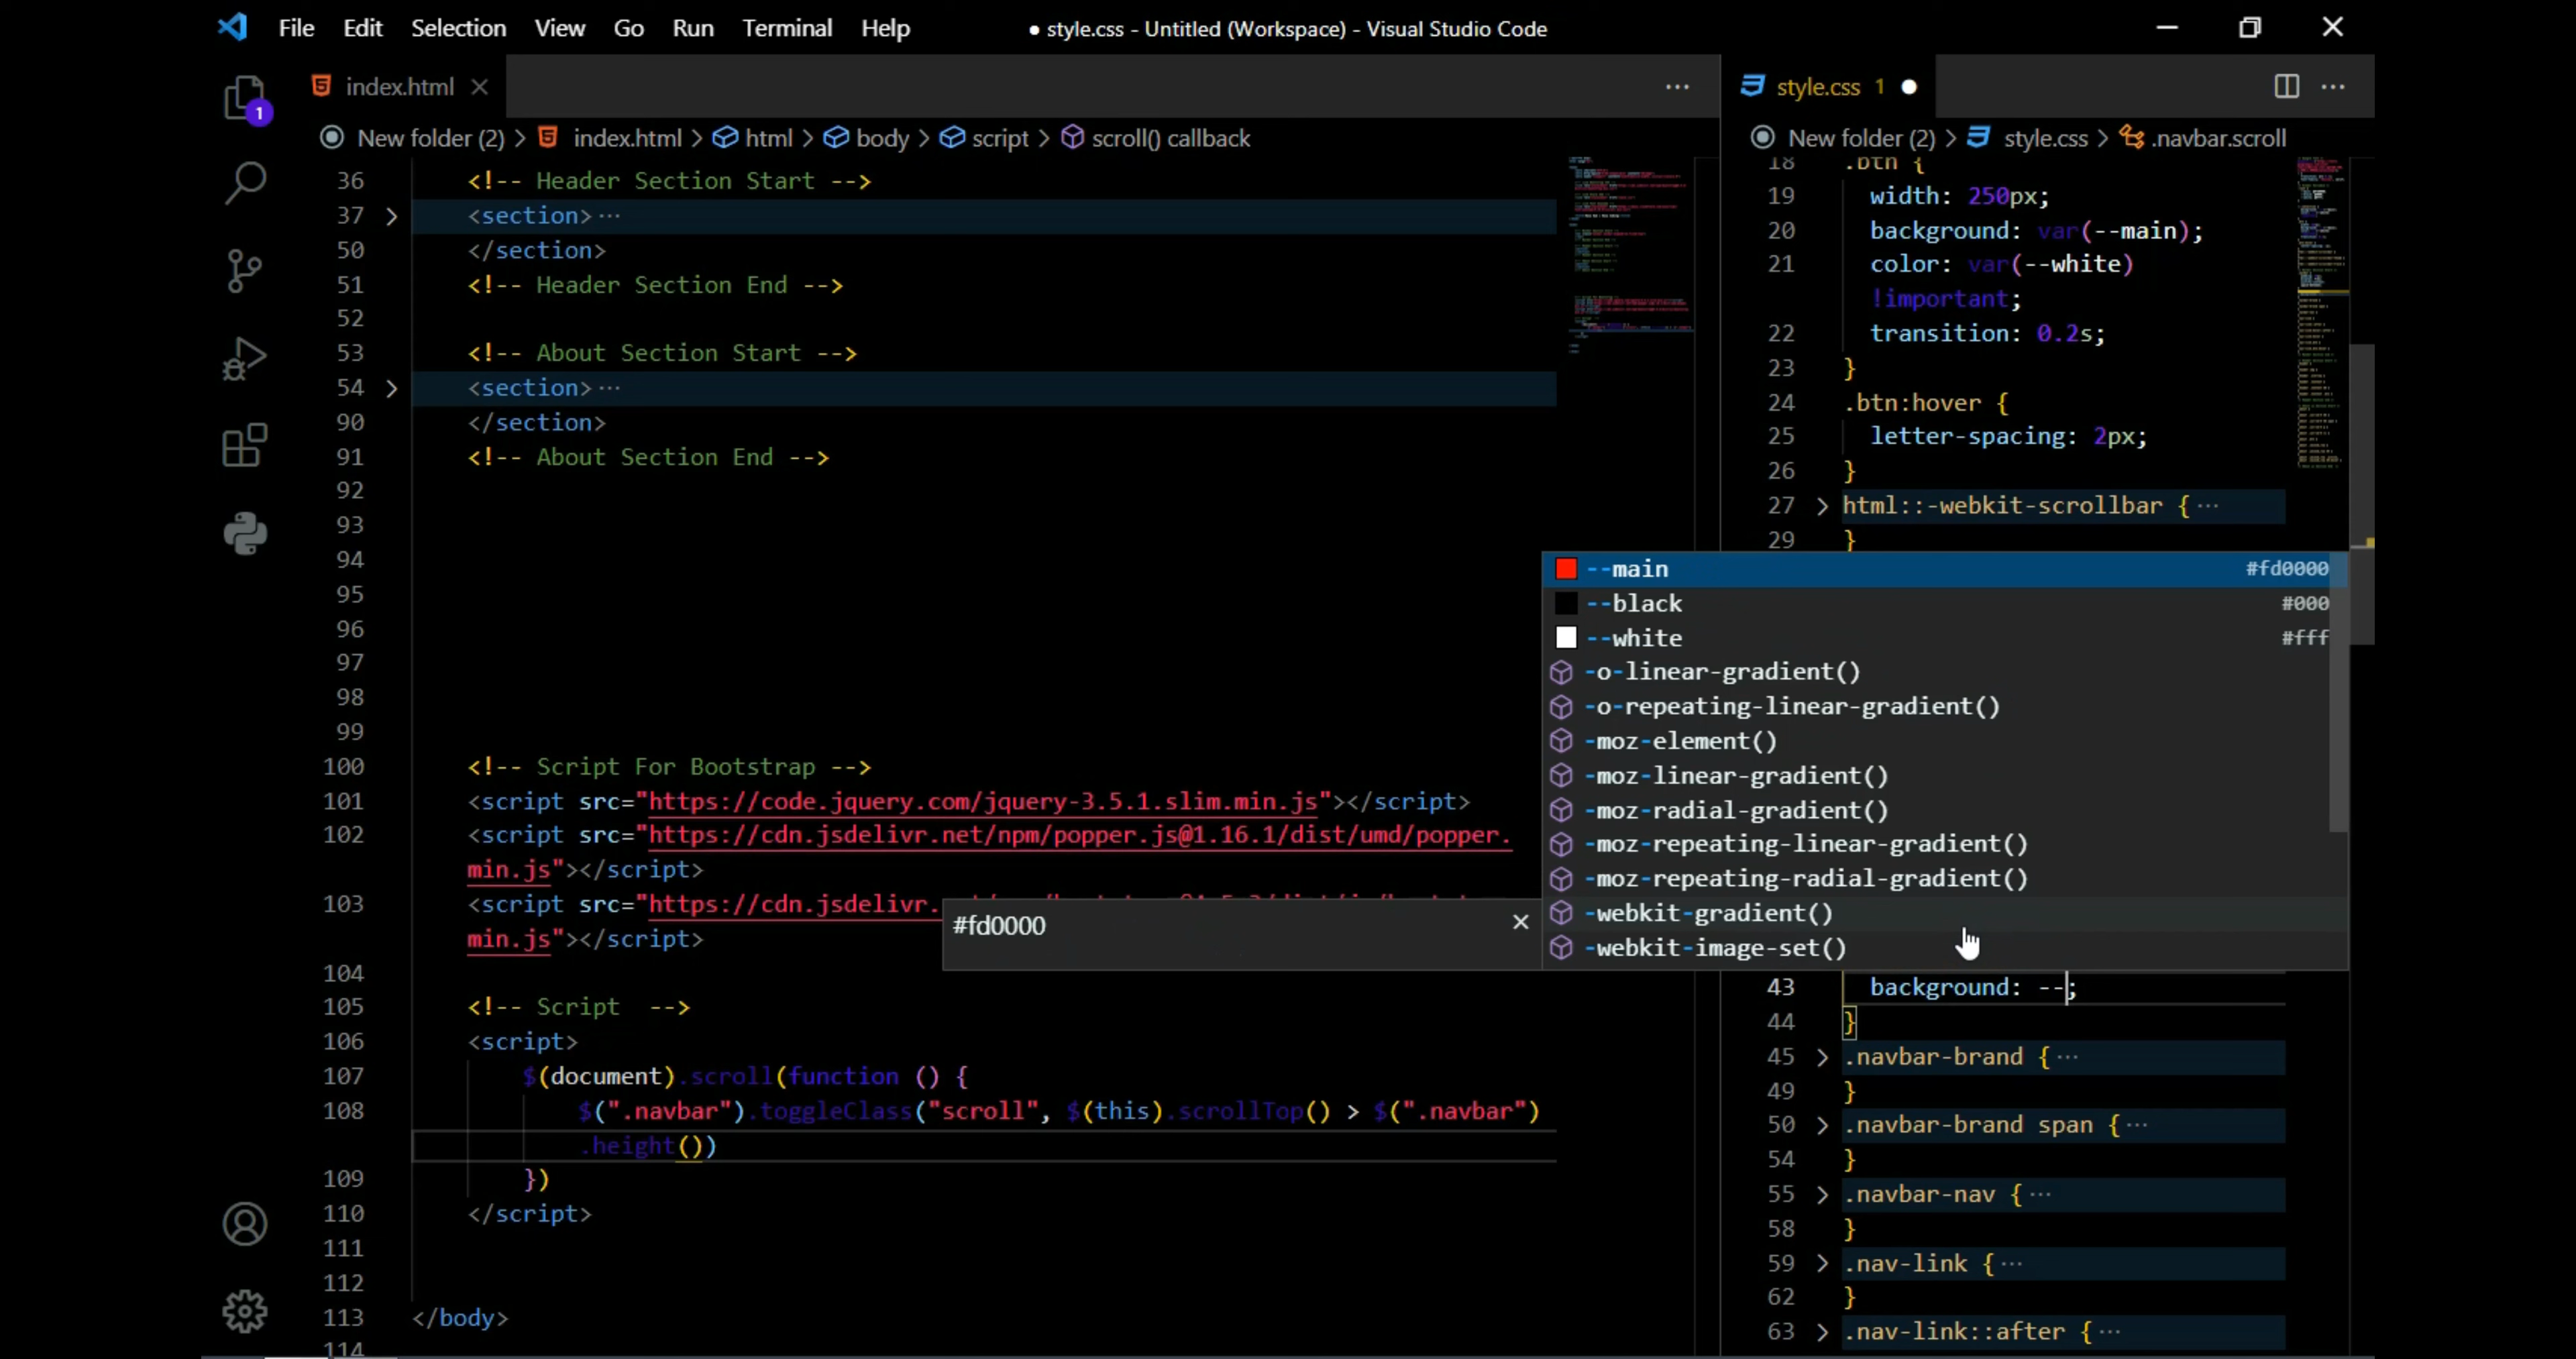 File Edit Selection View Go Run Terminal Help
● style.css - Untitled (Workspace) - Visual Studio Code
1
index.html
New folder (2) > index.html > html > body > script > scroll() callback
36 <!-- Header Section Start -->
37 <section>···
50 </section>
51 <!-- Header Section End -->
52
53 <!-- About Section Start -->
54 <section>···
90 </section>
91 <!-- About Section End -->
92
93
94
95
96
97
98
99
100 <!-- Script For Bootstrap -->
101 <script src="https://code.jquery.com/jquery-3.5.1.slim.min.js"></script>
102 <script src="https://cdn.jsdelivr.net/npm/popper.js@1.16.1/dist/umd/popper.
min.js"></script>
103 <script src="https://cdn.jsdelivr.
min.js"></script>
104
105 <!-- Script  -->
106 <script>
107 $(document).scroll(function () {
108 $(".navbar").toggleClass("scroll", $(this).scrollTop() > $(".navbar")
.height())
109 })
110 </script>
111
112
113 </body>
114
#fd0000
style.css 1 ●
New folder (2) > style.css > .navbar.scroll
18 .btn {
19 width: 250px;
20 background: var(--main);
21 color: var(--white)
!important;
22 transition: 0.2s;
23 }
24 .btn:hover {
25 letter-spacing: 2px;
26 }
27 html::-webkit-scrollbar {···
29 }
--main #fd0000
--black #000
--white #fff
-o-linear-gradient()
-o-repeating-linear-gradient()
-moz-element()
-moz-linear-gradient()
-moz-radial-gradient()
-moz-repeating-linear-gradient()
-moz-repeating-radial-gradient()
-webkit-gradient()
-webkit-image-set()
43 background: --;
44 }
45 .navbar-brand {···
49 }
50 .navbar-brand span {···
54 }
55 .navbar-nav {···
58 }
59 .nav-link {···
62 }
63 .nav-link::after {···